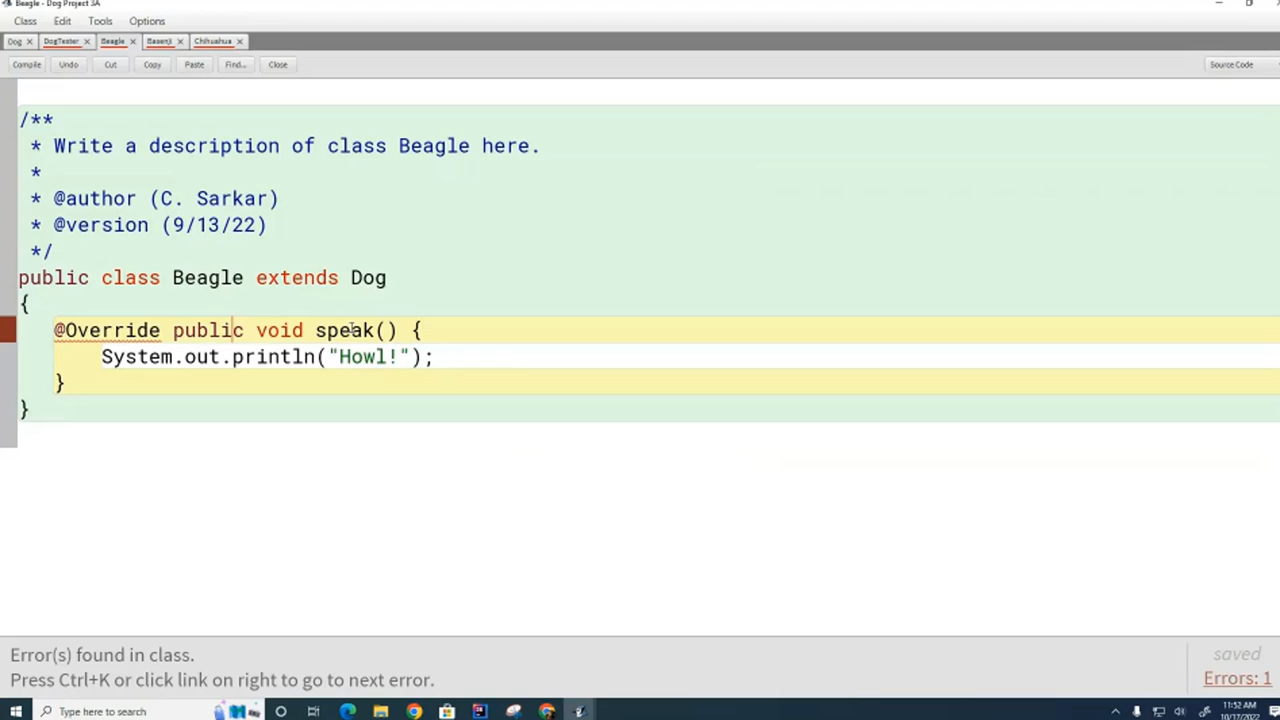 Beagle - Dog Project 3A
Class Edit Tools Options
Dog × DogTester × Beagle × Basenji × Chihuahua ×
Compile Undo Cut Copy Paste Find... Close Source Code
/**
* Write a description of class Beagle here.
*
* @author (C. Sarkar)
* @version (9/13/22)
*/
public class Beagle extends Dog
{
@Override public void speak() {
System.out.println("Howl!");
}
}
Error(s) found in class.
saved
Press Ctrl+K or click link on right to go to next error.
Errors: 1
Type here to search
11:52 AM
10/17/2022